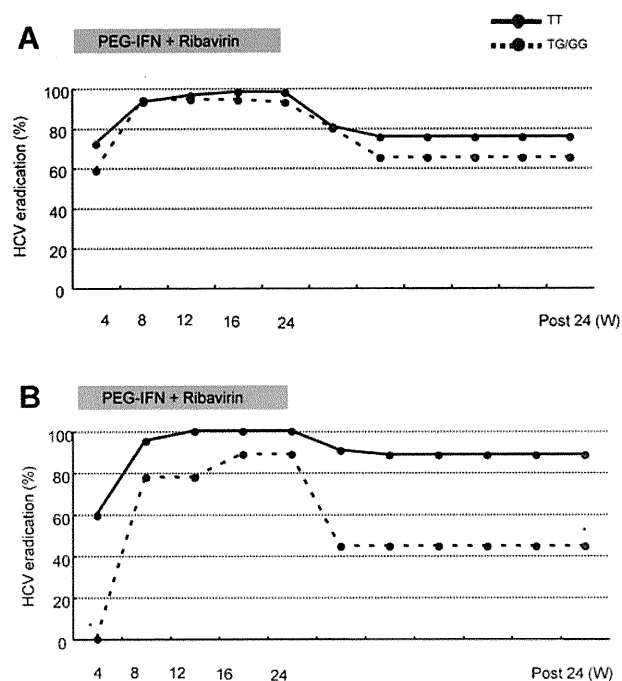 TT
TG/GG
A
PEG-IFN + Ribavirin
HCV eradication (%)
100
80
60
40
20
0
4 8 12 16 24 Post 24 (W)
B
PEG-IFN + Ribavirin
HCV eradication (%)
100
80
60
40
20
0
4 8 12 16 24 Post 24 (W)